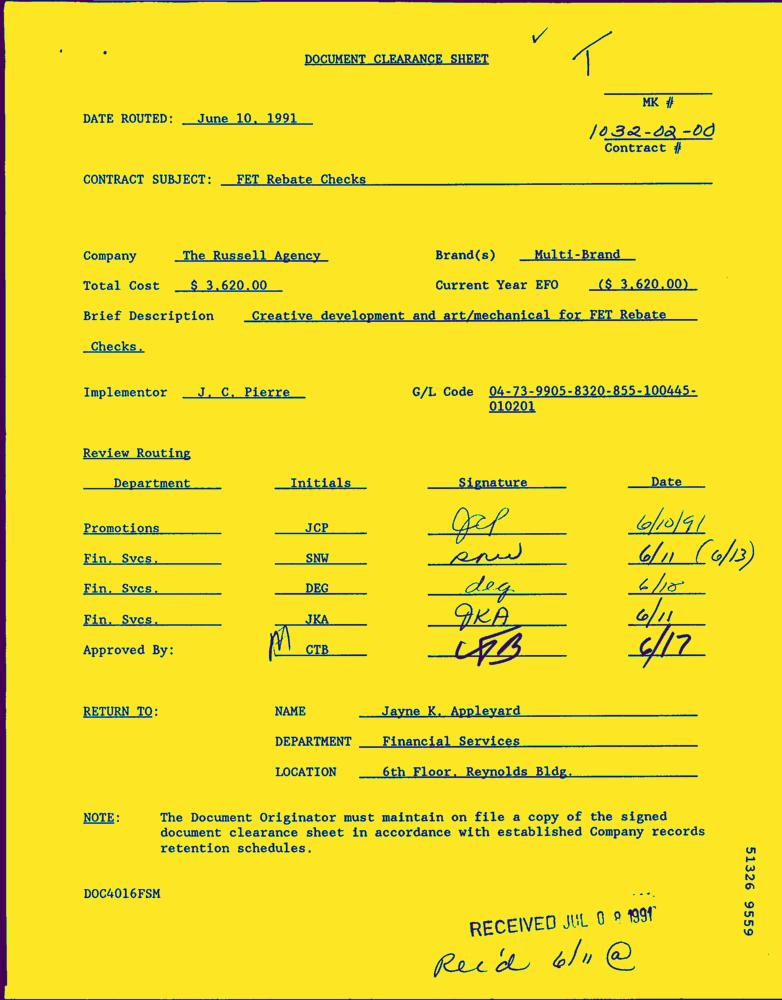 ✓ T
DOCUMENT CLEARANCE SHEET
MK #
DATE ROUTED: June 10, 1991
1032-02-00
Contract #
CONTRACT SUBJECT: FET Rebate Checks
Company The Russell Agency Brand(s) Multi-Brand
Total Cost $ 3,620.00 Current Year EFO ($ 3,620.00)
Brief Description Creative development and art/mechanical for FET Rebate
Checks.
Implementor J. C. Pierre G/L Code 04-73-9905-8320-855-100445-
010201
Review Routing
Department Initials Signature Date
Promotions JCP JCP 6/10/91
Fin. Svcs. SNW snw 6/11 (6/13)
Fin. Svcs. DEG deg 6/10
Fin. Svcs. JKA JKA 6/11
Approved By: M CTB CTB 6/17
RETURN TO: NAME Jayne K. Appleyard
DEPARTMENT Financial Services
LOCATION 6th Floor, Reynolds Bldg.
NOTE: The Document Originator must maintain on file a copy of the signed
document clearance sheet in accordance with established Company records
retention schedules.
DOC4016FSM
51326 9559
RECEIVED JUL 0 1991
Rec'd 6/11 @